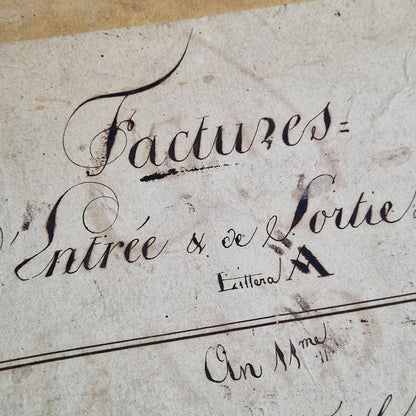 Factures =
d'Entrée & de Sortie
Littera A
An 11me